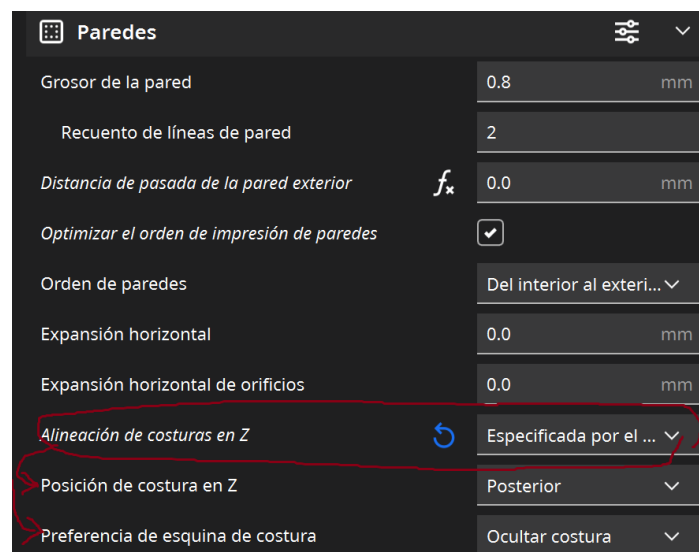 Paredes
Grosor de la pared 0.8 mm
Recuento de líneas de pared 2
Distancia de pasada de la pared exterior fx 0.0 mm
Optimizar el orden de impresión de paredes
Orden de paredes Del interior al exteri...
Expansión horizontal 0.0 mm
Expansión horizontal de orificios 0.0 mm
Alineación de costuras en Z Especificada por el ...
Posición de costura en Z Posterior
Preferencia de esquina de costura Ocultar costura